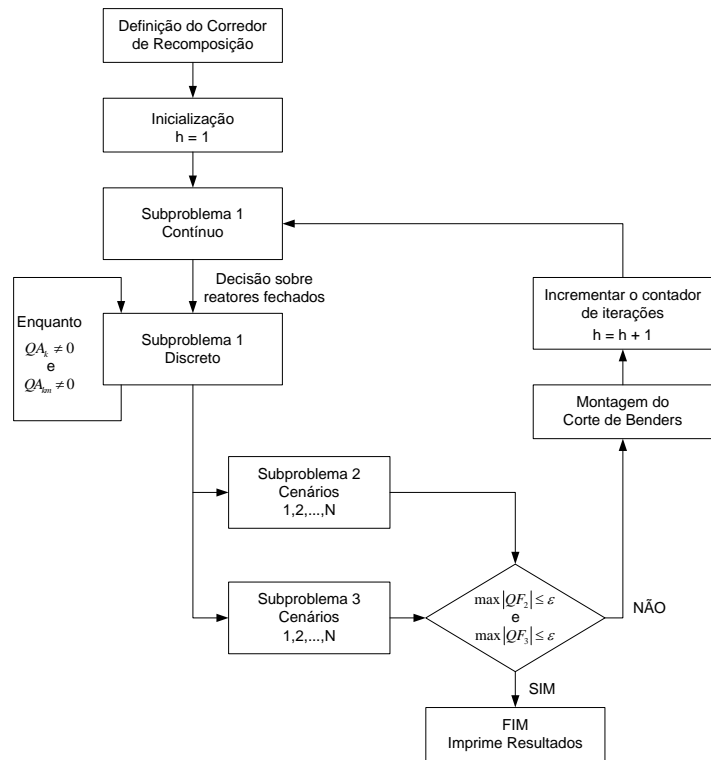 Definição do Corredor
de Recomposição
Inicialização
h = 1
Subproblema 1
Contínuo
Decisão sobre
reatores fechados
Enquanto
QA_k ≠ 0
e
QA_km ≠ 0
Subproblema 1
Discreto
Incrementar o contador
de iterações
h = h + 1
Montagem do
Corte de Benders
Subproblema 2
Cenários
1,2,...,N
Subproblema 3
Cenários
1,2,...,N
max|QF_2| ≤ ε
e
max|QF_3| ≤ ε
NÃO
SIM
FIM
Imprime Resultados